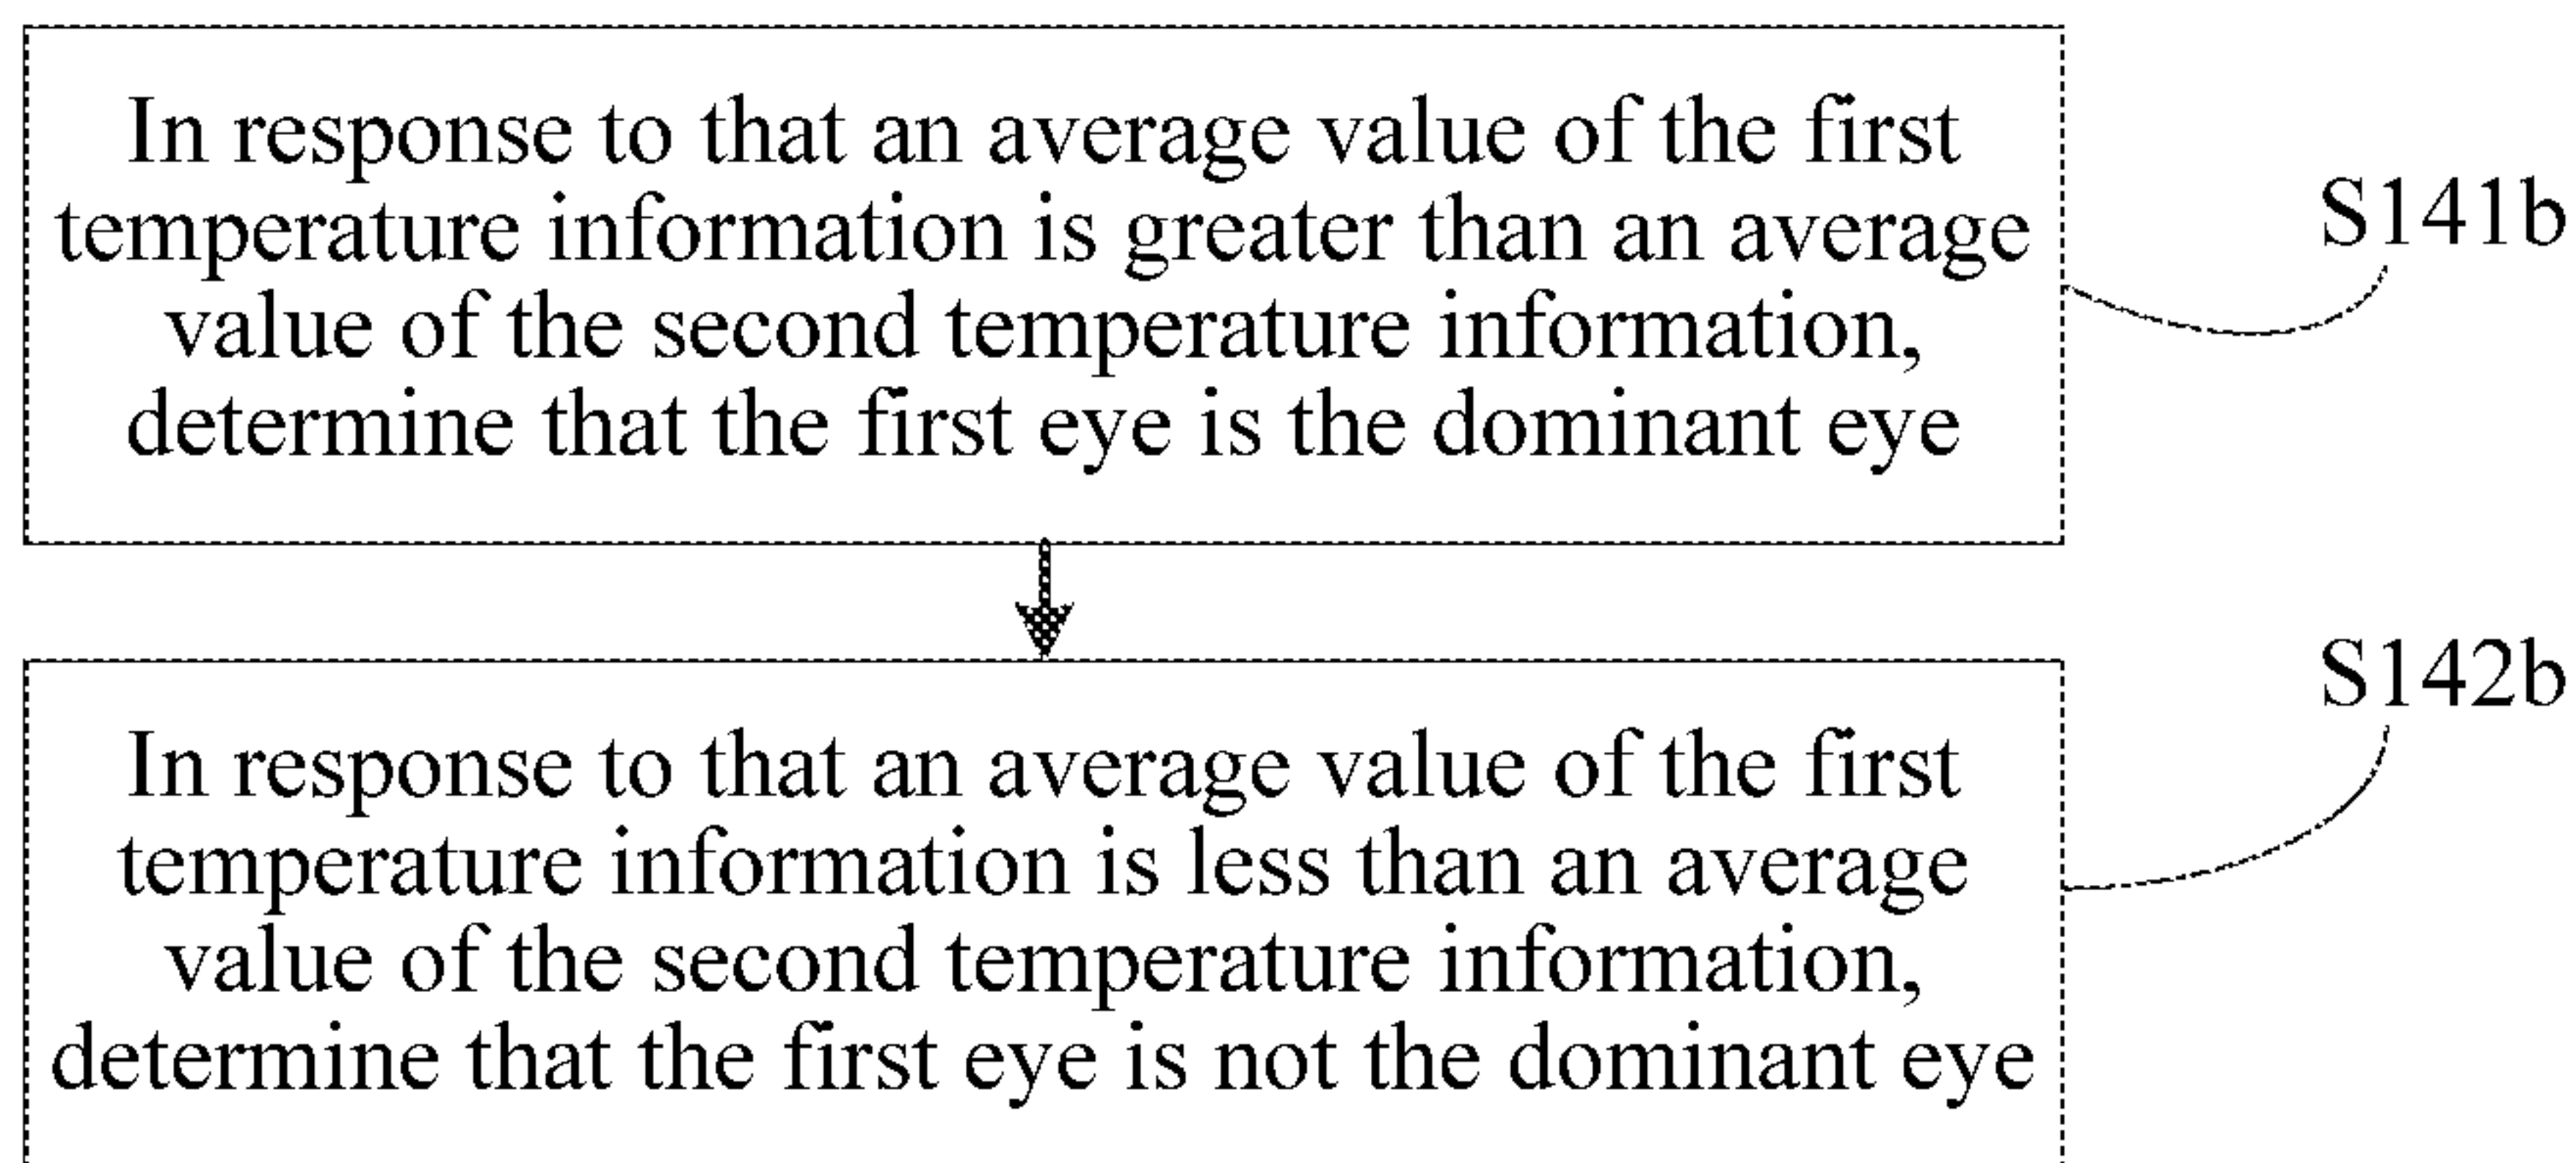 In response to that an average value of the first
temperature information is greater than an average
value of the second temperature information,
determine that the first eye is the dominant eye
S141b
In response to that an average value of the first
temperature information is less than an average
value of the second temperature information,
determine that the first eye is not the dominant eye
S142b